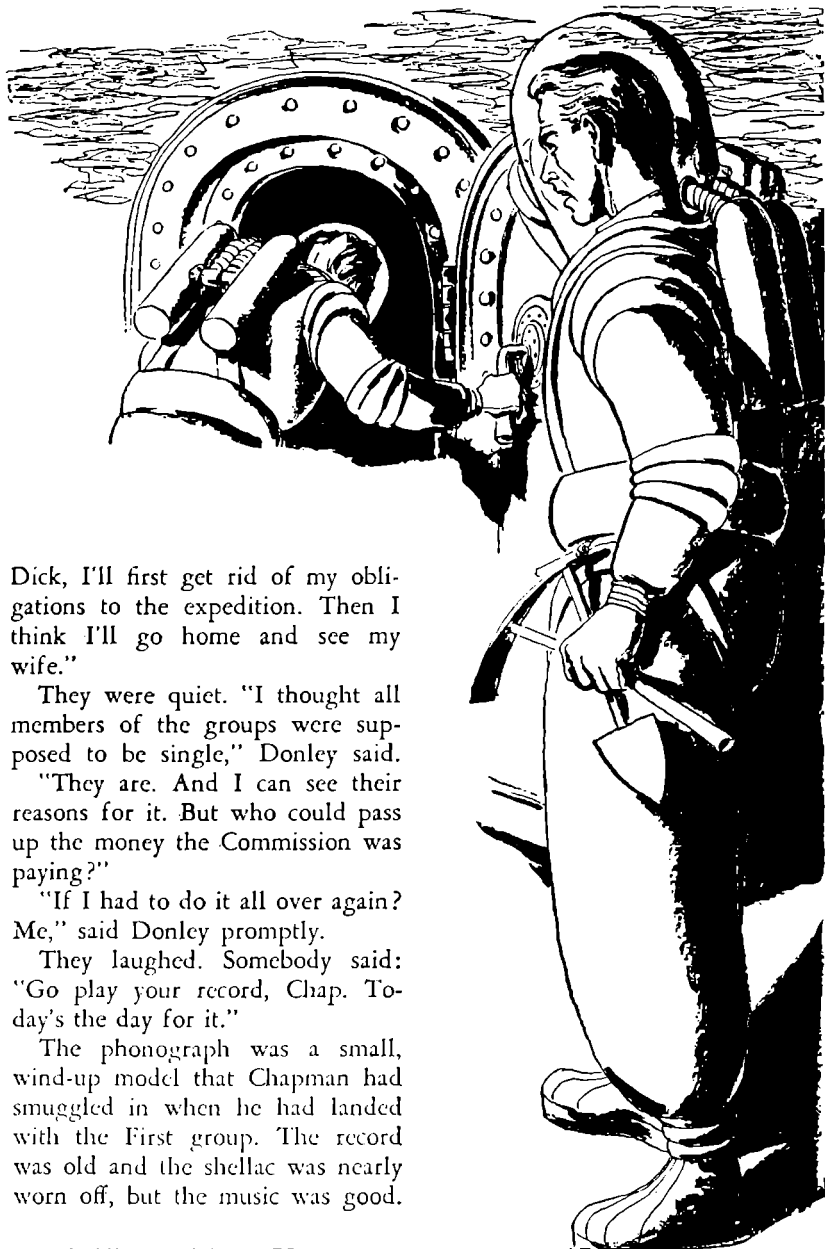 Dick, I'll first get rid of my obli-
gations to the expedition. Then I
think I'll go home and see my
wife."
They were quiet. "I thought all
members of the groups were sup-
posed to be single," Donley said.
"They are. And I can see their
reasons for it. But who could pass
up the money the Commission was
paying?"
"If I had to do it all over again?
Me," said Donley promptly.
They laughed. Somebody said:
"Go play your record, Chap. To-
day's the day for it."
The phonograph was a small,
wind-up model that Chapman had
smuggled in when he had landed
with the First group. The record
was old and the shellac was nearly
worn off, but the music was good.